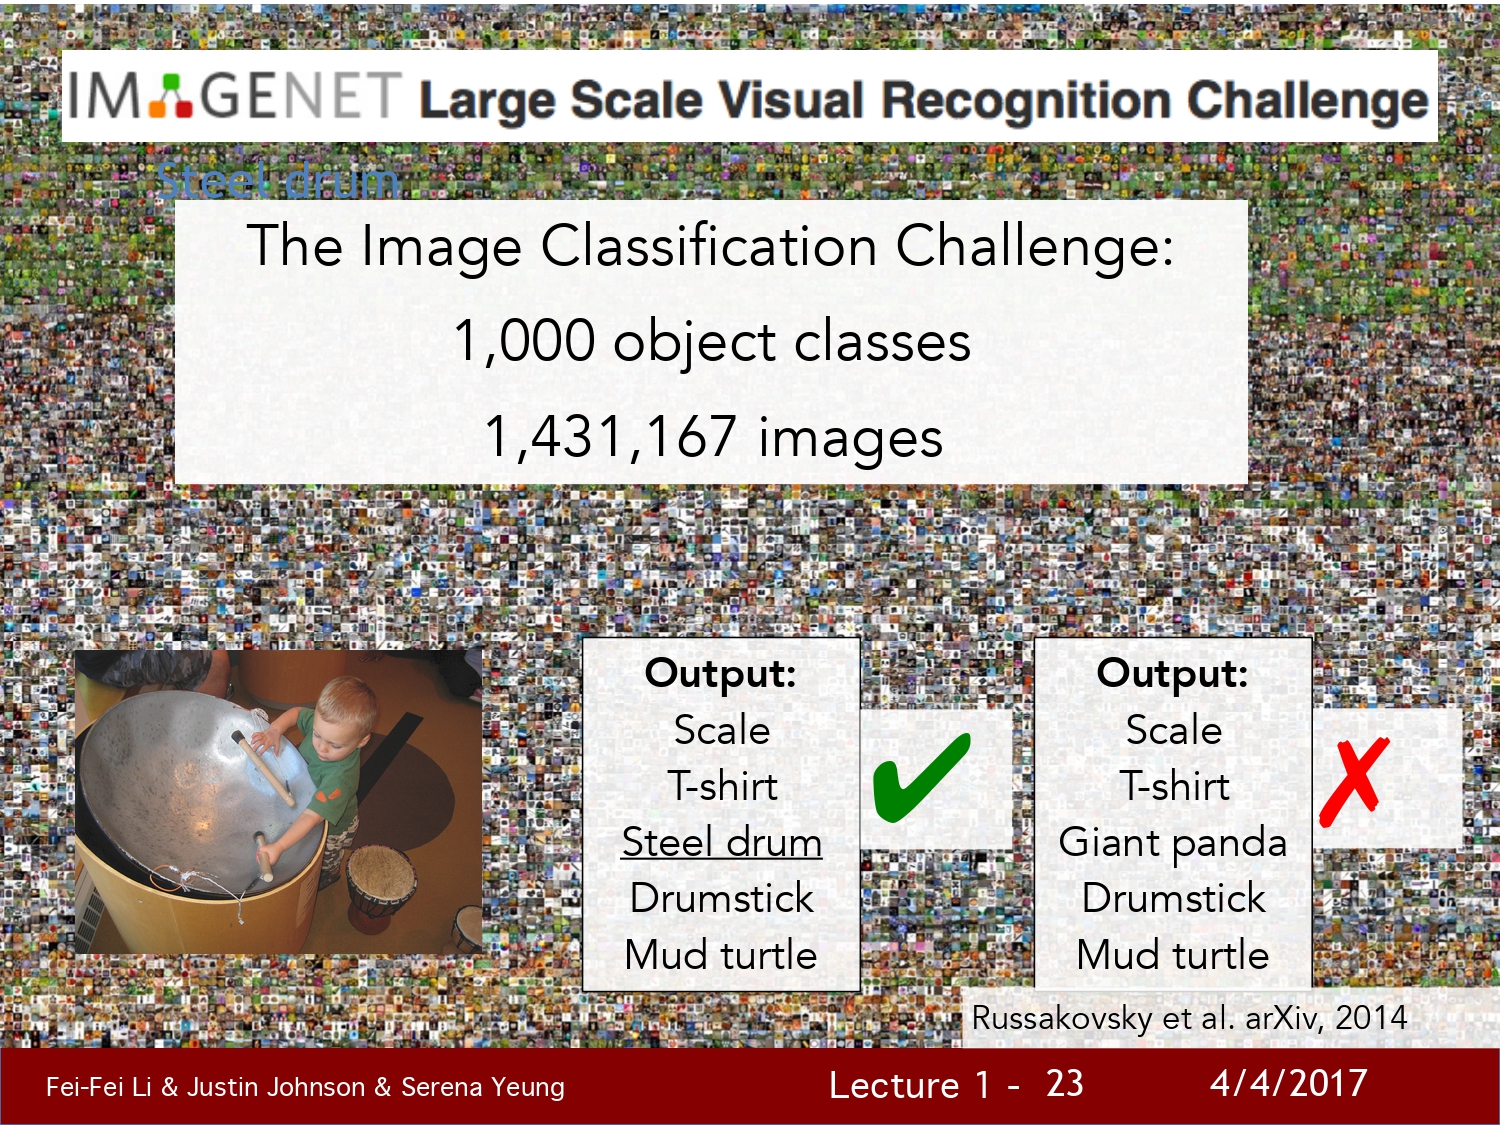 IMAGENET Large Scale Visual Recognition Challenge
Steel drum
The Image Classification Challenge:
1,000 object classes
1,431,167 images
Output:
Scale
T-shirt
Steel drum
Drumstick
Mud turtle
✔
Output:
Scale
T-shirt
Giant panda
Drumstick
Mud turtle
✗
Russakovsky et al. arXiv, 2014
Fei-Fei Li & Justin Johnson & Serena Yeung
Lecture 1 - 23
4/4/2017